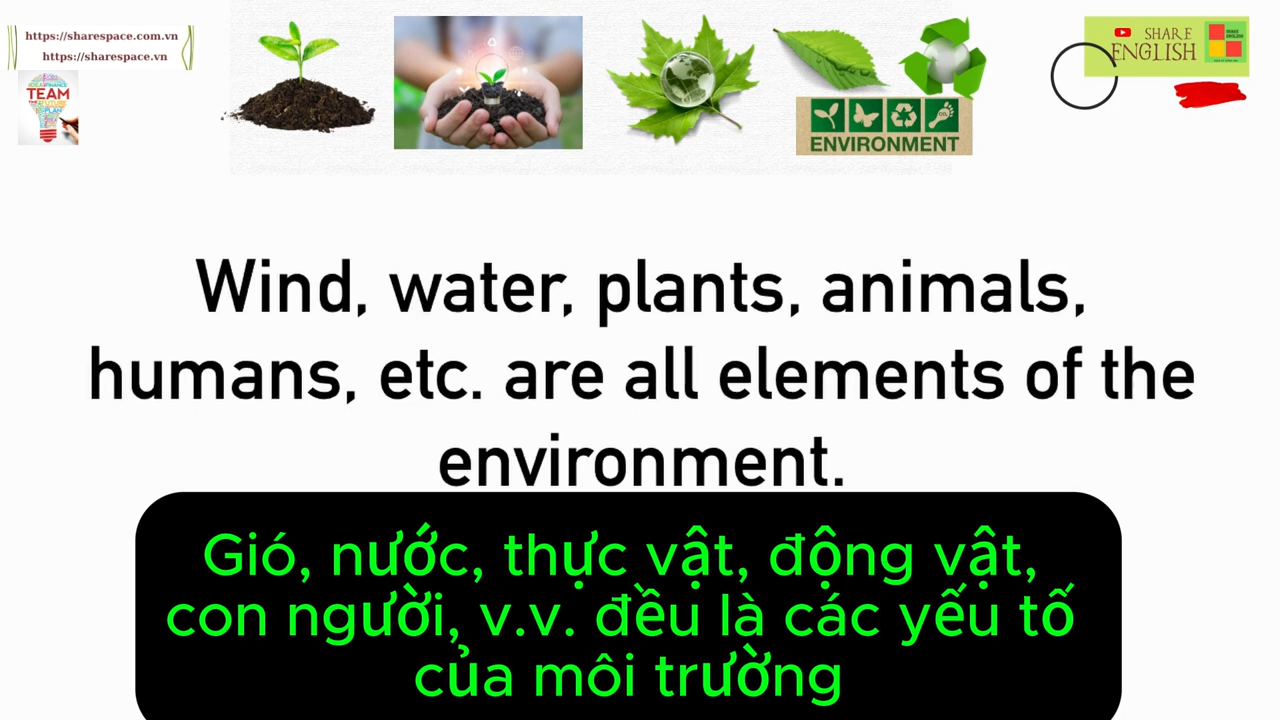 https://sharespace.com.vn
https://sharespace.vn
TEAM
PLAN
ENVIRONMENT
SHARE
ENGLISH
Wind, water, plants, animals,
humans, etc. are all elements of the
environment.
Gió, nước, thực vật, động vật,
con người, v.v. đều là các yếu tố
của môi trường